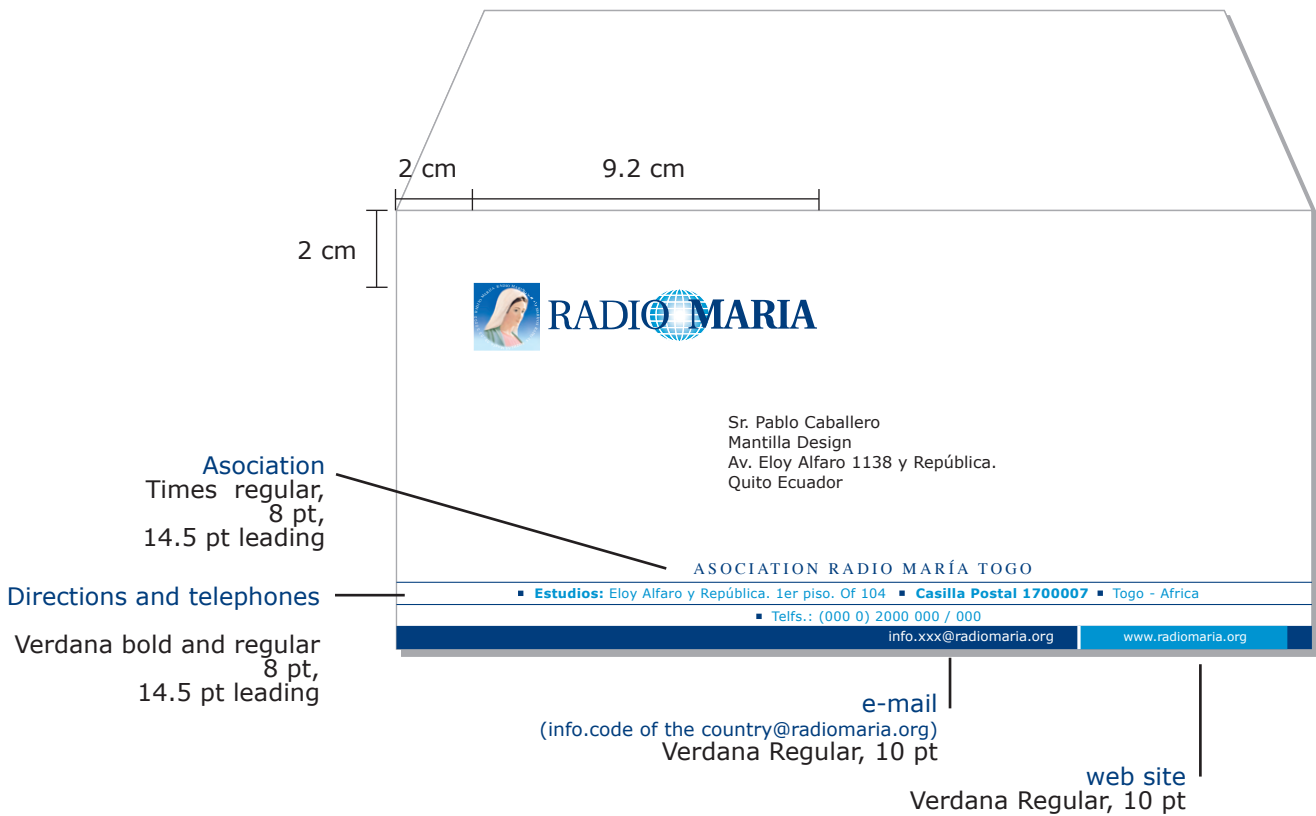 2 cm 9.2 cm
2 cm
RADIO MARIA
Sr. Pablo Caballero
Mantilla Design
Av. Eloy Alfaro 1138 y República.
Quito Ecuador
Asociation
Times regular,
8 pt,
14.5 pt leading
ASOCIATION RADIO MARÍA TOGO
Directions and telephones
Verdana bold and regular
8 pt,
14.5 pt leading
▪ Estudios: Eloy Alfaro y República. 1er piso. Of 104 ▪ Casilla Postal 1700007 ▪ Togo - Africa
▪ Telfs.: (000 0) 2000 000 / 000
info.xxx@radiomaria.org www.radiomaria.org
e-mail
(info.code of the country@radiomaria.org)
Verdana Regular, 10 pt
web site
Verdana Regular, 10 pt